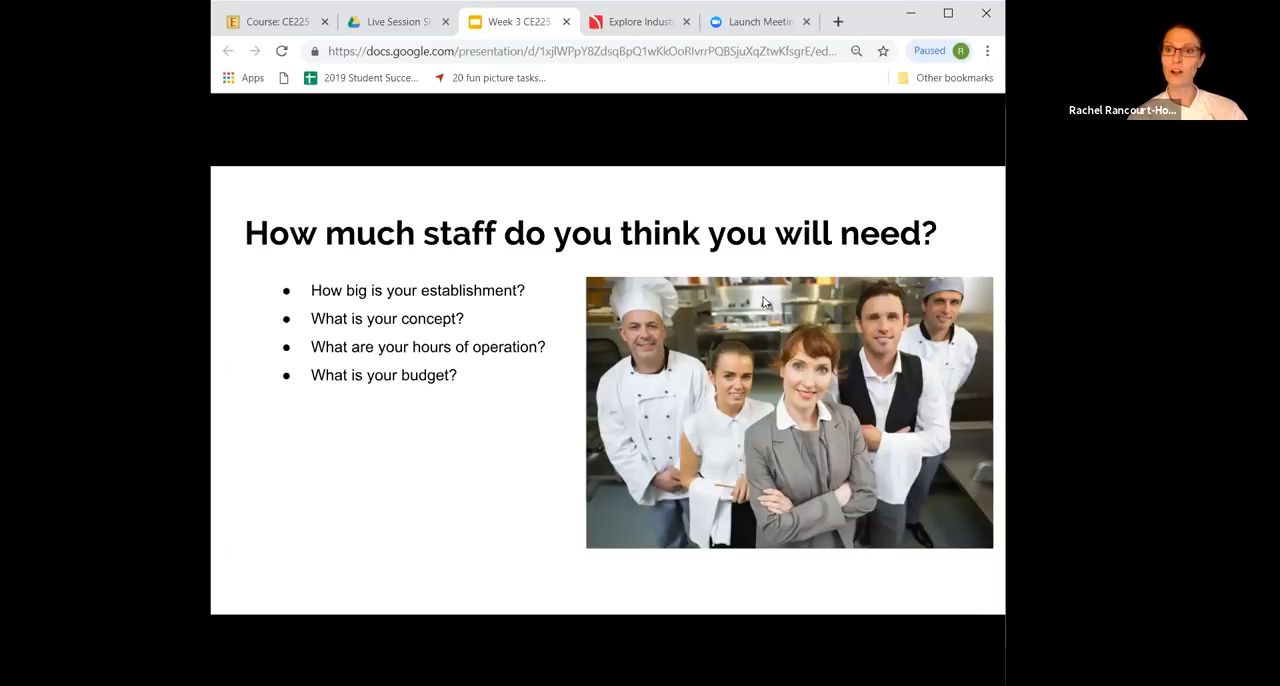 Course: CE225
Live Session S
Week 3 CE225
Explore Indust
Launch Meetin
https://docs.google.com/presentation/d/1xjlWPpY8ZdsqBpQ1wKkOoRIvrrPQBSjuXqZtwKfsgrE/ed...
Paused
R
Apps
2019 Student Succe...
20 fun picture tasks...
Other bookmarks
Rachel Rancourt-Ho...
How much staff do you think you will need?
● How big is your establishment?
● What is your concept?
● What are your hours of operation?
● What is your budget?